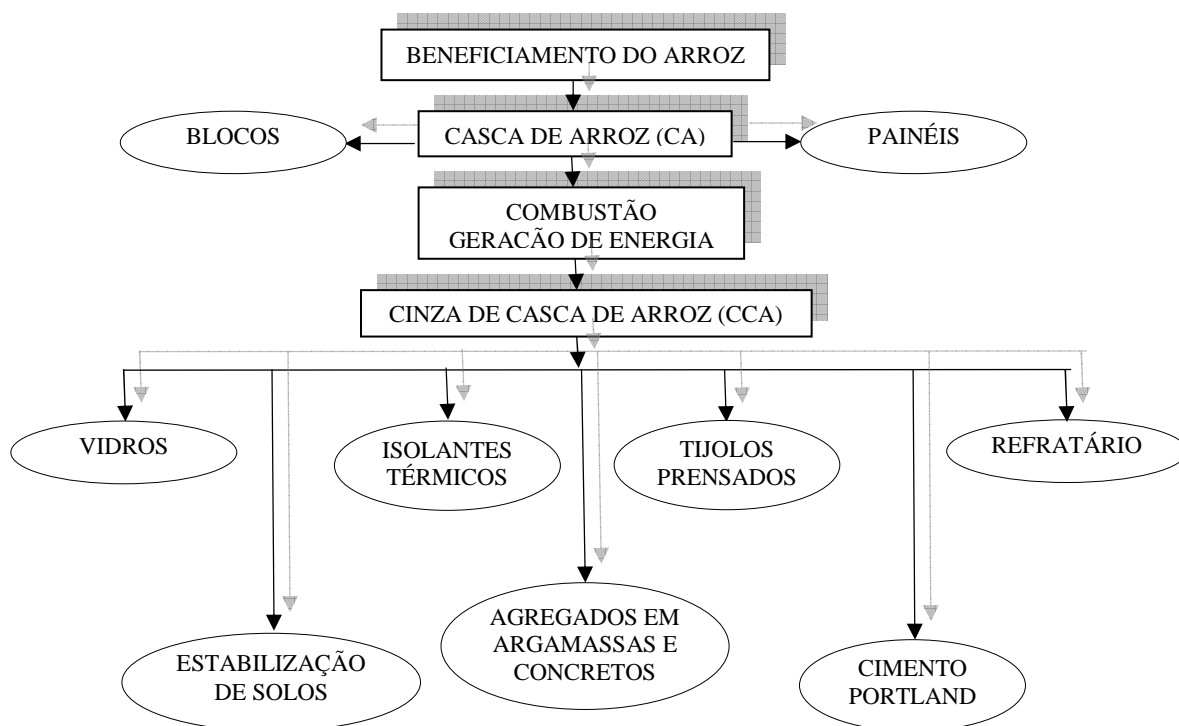 BENEFICIAMENTO DO ARROZ
BLOCOS
CASCA DE ARROZ (CA)
PAINÉIS
COMBUSTÃO
GERACÃO DE ENERGIA
CINZA DE CASCA DE ARROZ (CCA)
VIDROS
ISOLANTES
TÉRMICOS
TIJOLOS
PRENSADOS
REFRATÁRIO
ESTABILIZAÇÃO
DE SOLOS
AGREGADOS EM
ARGAMASSAS E
CONCRETOS
CIMENTO
PORTLAND